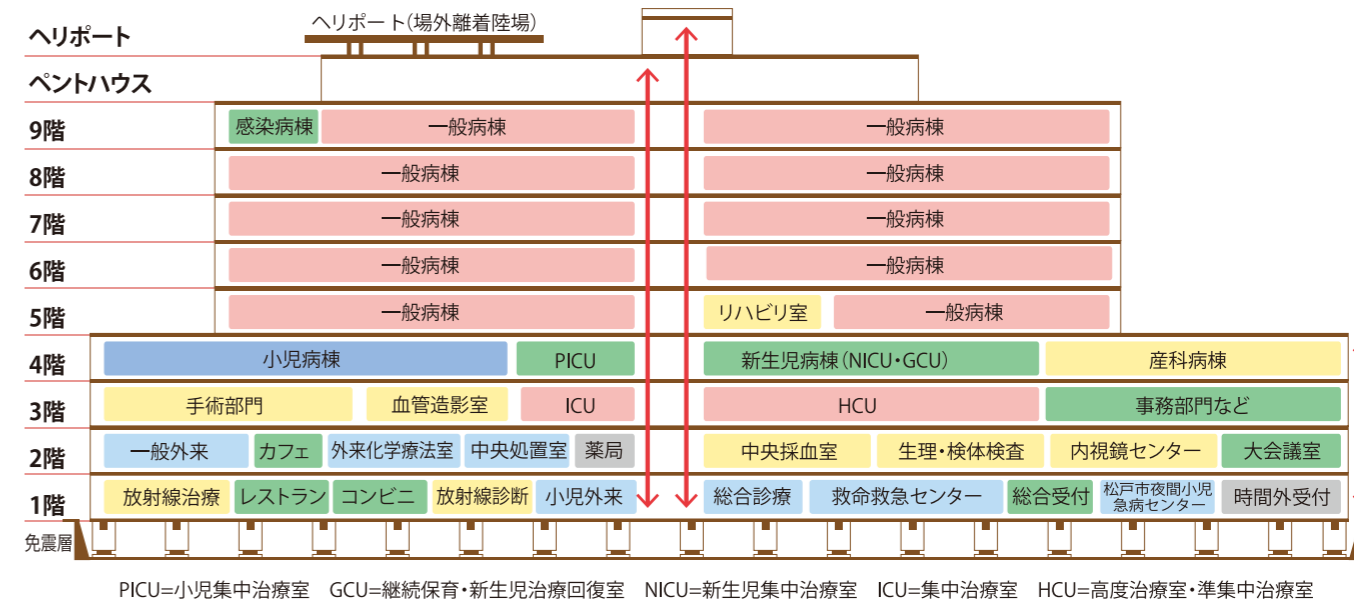 ヘリポート
ヘリポート(場外離着陸場)
ペントハウス
9階 感染病棟 一般病棟 一般病棟
8階 一般病棟 一般病棟
7階 一般病棟 一般病棟
6階 一般病棟 一般病棟
5階 一般病棟 リハビリ室 一般病棟
4階 小児病棟 PICU 新生児病棟(NICU・GCU) 産科病棟
3階 手術部門 血管造影室 ICU HCU 事務部門など
2階 一般外来 カフェ 外来化学療法室 中央処置室 薬局 中央採血室 生理・検体検査 内視鏡センター 大会議室
1階 放射線治療 レストラン コンビニ 放射線診断 小児外来 総合診療 救命救急センター 総合受付 松戸市夜間小児
急病センター 時間外受付
免震層
PICU=小児集中治療室 GCU=継続保育・新生児治療回復室 NICU=新生児集中治療室 ICU=集中治療室 HCU=高度治療室・準集中治療室